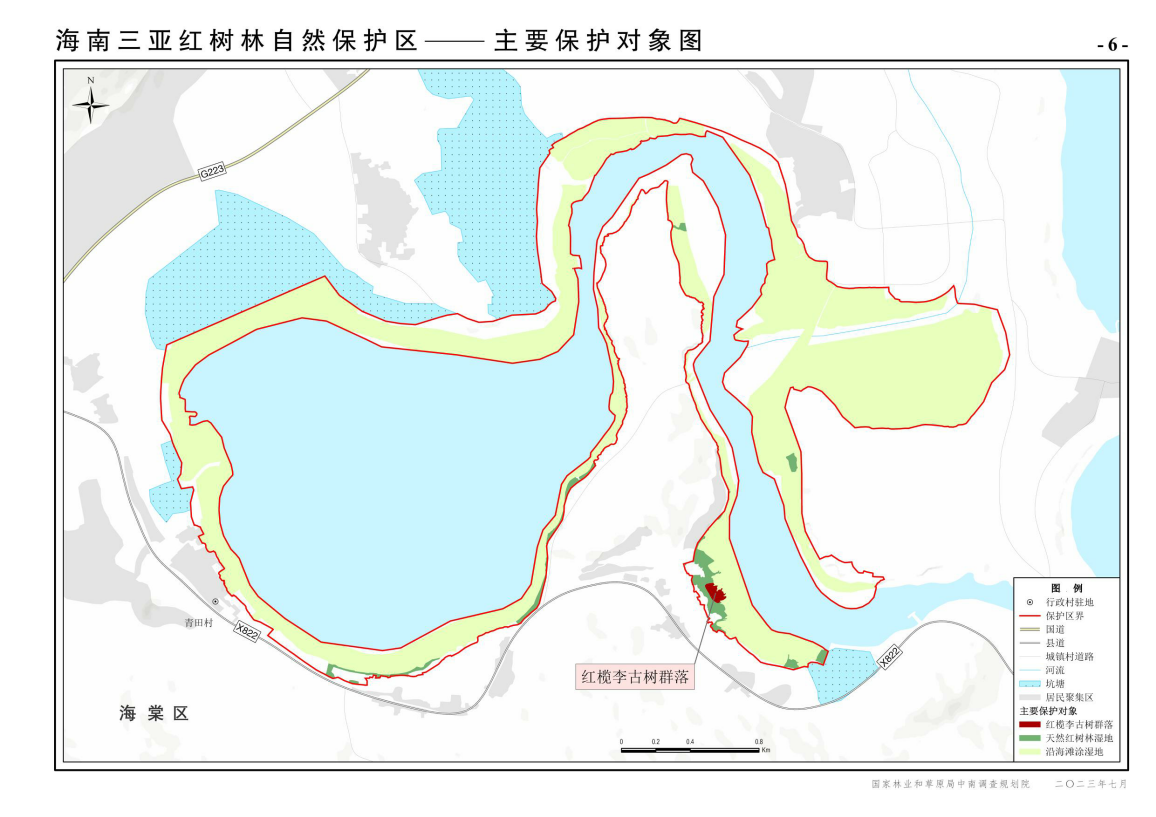 海南三亚红树林自然保护区——主要保护对象图
- 6 -
N
G223
青田村
X822
X822
红榄李古树群落
海棠区
0 0.2 0.4 0.8
Km
图 例
行政村驻地
保护区界
国道
县道
城镇村道路
河流
坑塘
居民聚集区
主要保护对象
红榄李古树群落
天然红树林湿地
沿海滩涂湿地
国家林业和草原局中南调查规划院 二〇二三年七月